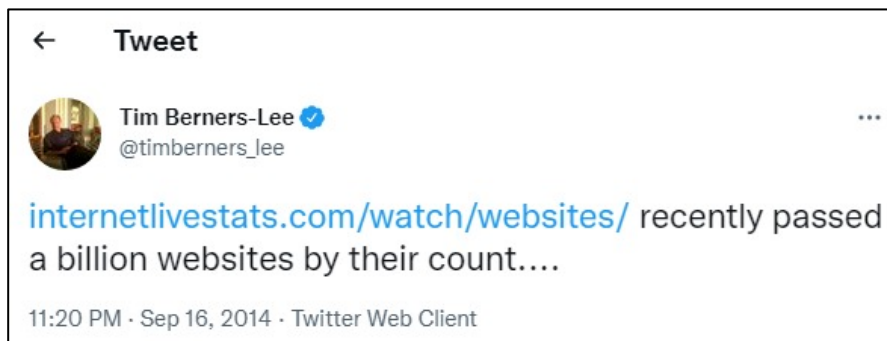 ← Tweet
Tim Berners-Lee
@timberners_lee
internetlivestats.com/watch/websites/ recently passed
a billion websites by their count....
11:20 PM · Sep 16, 2014 · Twitter Web Client